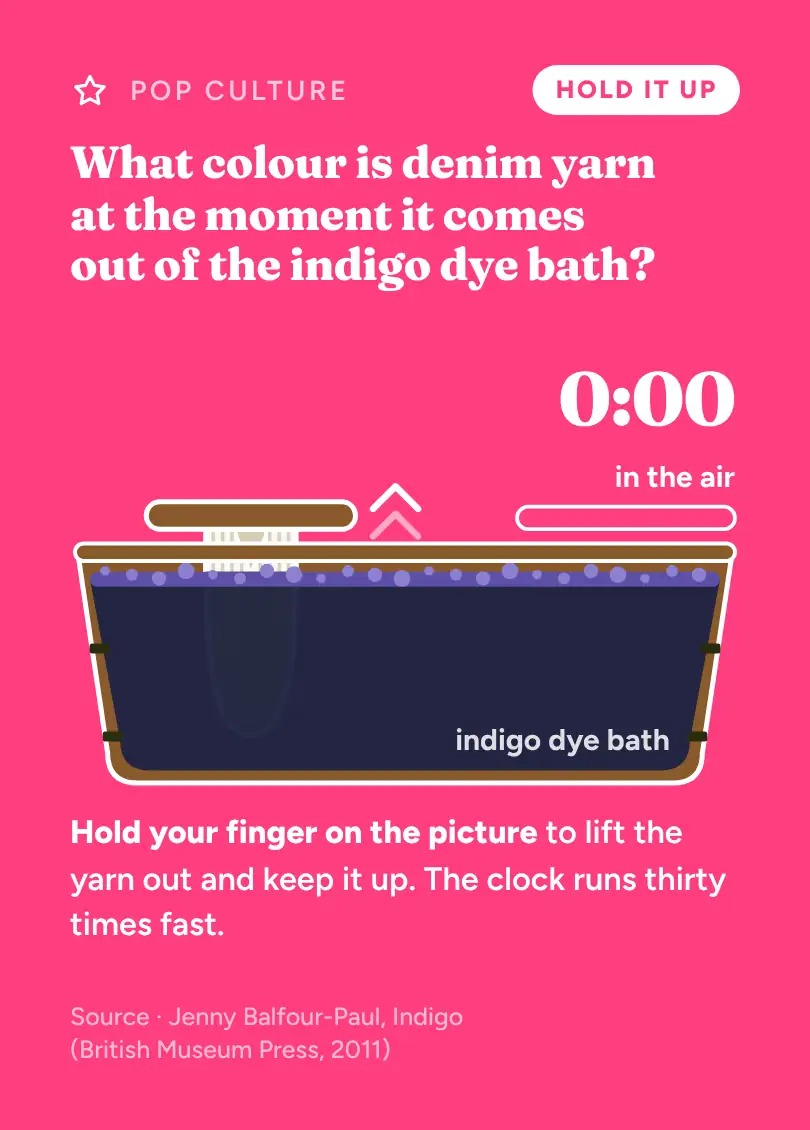 POP CULTURE
HOLD IT UP
What colour is denim yarn
at the moment it comes
out of the indigo dye bath?
0:00
in the air
indigo dye bath
Hold your finger on the picture to lift the
yarn out and keep it up. The clock runs thirty
times fast.
Source · Jenny Balfour-Paul, Indigo
(British Museum Press, 2011)